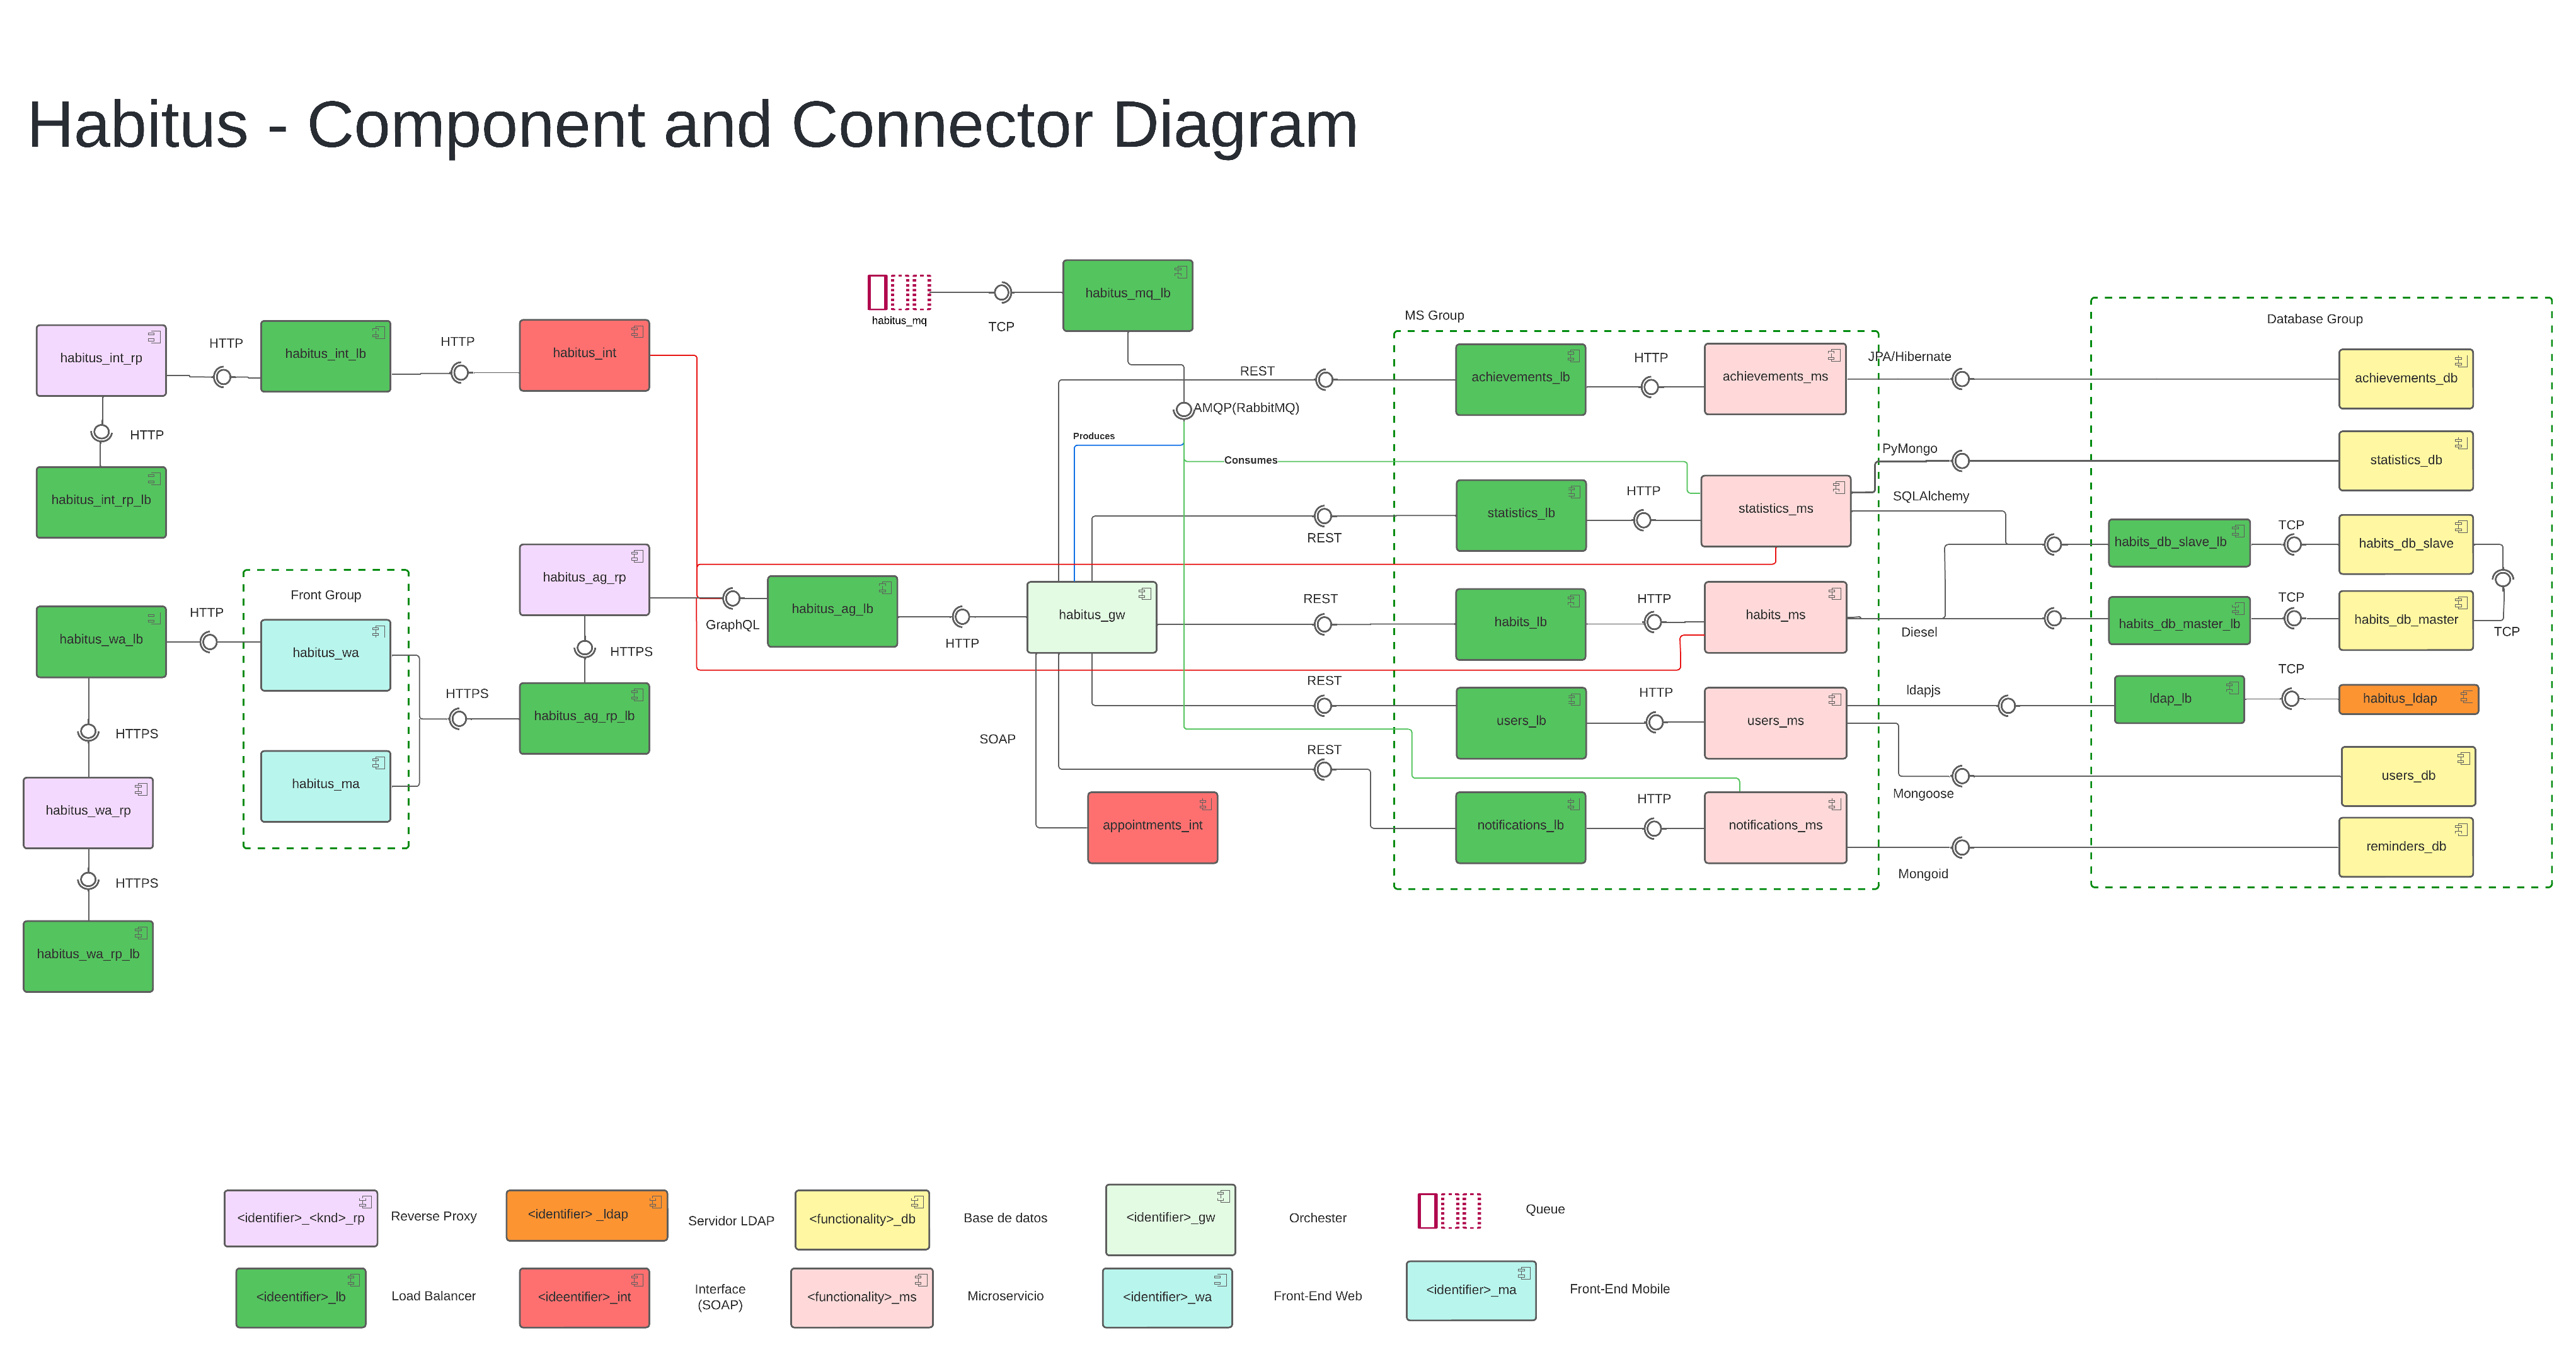 Habitus - Component and Connector Diagram
habitus_mq
TCP
habitus_mq_lb
habitus_int_rp
HTTP
habitus_int_lb
HTTP
habitus_int
HTTP
habitus_int_rp_lb
AMQP(RabbitMQ)
Produces
Consumes
REST
REST
REST
REST
REST
MS Group
achievements_lb
HTTP
achievements_ms
JPA/Hibernate
statistics_lb
HTTP
statistics_ms
PyMongo
SQLAlchemy
habits_lb
HTTP
habits_ms
Diesel
users_lb
HTTP
users_ms
ldapjs
Mongoose
notifications_lb
HTTP
notifications_ms
Mongoid
Database Group
achievements_db
statistics_db
habits_db_slave_lb
TCP
habits_db_slave
habits_db_master_lb
TCP
habits_db_master
TCP
ldap_lb
TCP
habitus_ldap
users_db
reminders_db
habitus_wa_lb
HTTP
Front Group
habitus_wa
habitus_ma
HTTPS
habitus_ag_rp
HTTPS
habitus_ag_rp_lb
GraphQL
habitus_ag_lb
HTTP
habitus_gw
SOAP
appointments_int
HTTPS
habitus_wa_rp
HTTPS
habitus_wa_rp_lb
<identifier>_<knd>_rp
Reverse Proxy
<identifier> _ldap
Servidor LDAP
<functionality>_db
Base de datos
<identifier>_gw
Orchester
Queue
<ideentifier>_lb
Load Balancer
<ideentifier>_int
Interface
(SOAP)
<functionality>_ms
Microservicio
<identifier>_wa
Front-End Web
<identifier>_ma
Front-End Mobile